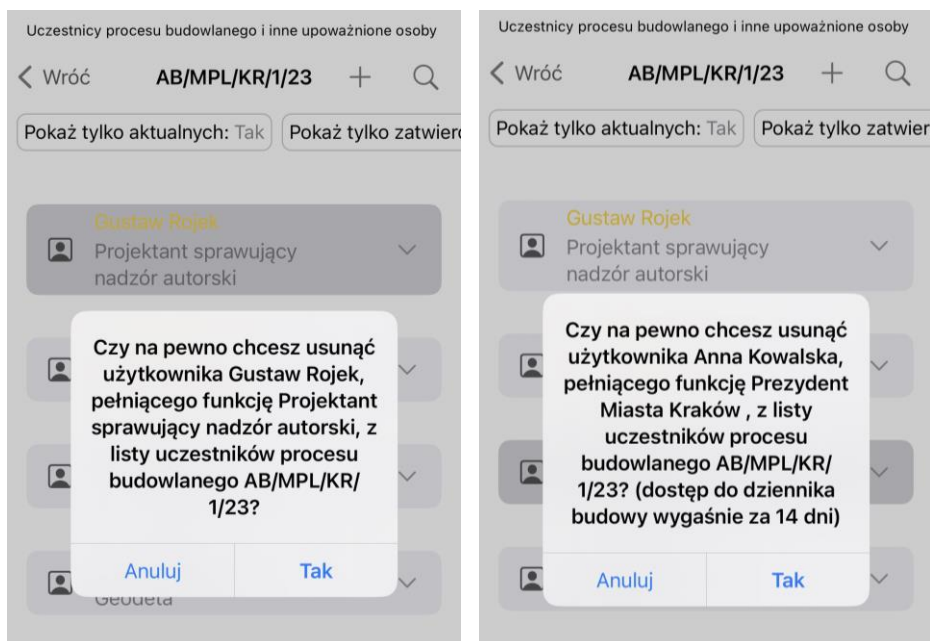 Uczestnicy procesu budowlanego i inne upoważnione osoby
Wróć AB/MPL/KR/1/23
Pokaż tylko aktualnych: Tak Pokaż tylko zatwierd
Gustaw Rojek
Projektant sprawujący
nadzór autorski
Czy na pewno chcesz usunąć
użytkownika Gustaw Rojek,
pełniącego funkcję Projektant
sprawujący nadzór autorski, z
listy uczestników procesu
budowlanego AB/MPL/KR/
1/23?
Anuluj Tak
Geodeta
Uczestnicy procesu budowlanego i inne upoważnione osoby
Wróć AB/MPL/KR/1/23
Pokaż tylko aktualnych: Tak Pokaż tylko zatwier
Gustaw Rojek
Projektant sprawujący
nadzór autorski
Czy na pewno chcesz usunąć
użytkownika Anna Kowalska,
pełniącego funkcję Prezydent
Miasta Kraków , z listy
uczestników procesu
budowlanego AB/MPL/KR/
1/23? (dostęp do dziennika
budowy wygaśnie za 14 dni)
Anuluj Tak